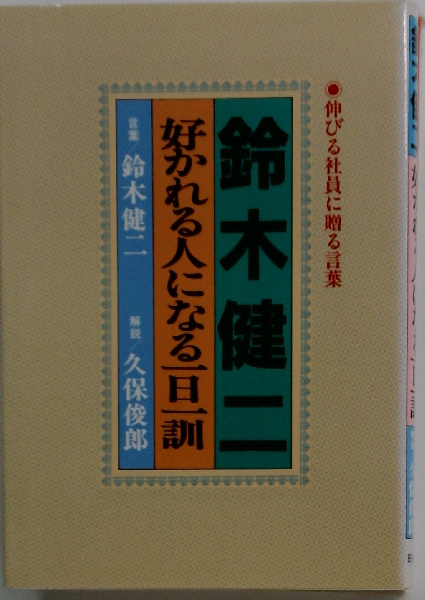 ●伸びる社員に贈る言葉
鈴木健二
好かれる人になる一日一訓
言葉/鈴木健二
解説/久保俊郎